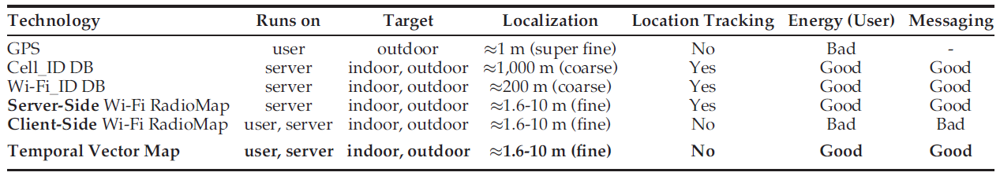 Technology Runs on Target Localization Location Tracking Energy (User) Messaging
GPS user outdoor ≈1 m (super fine) No Bad -
Cell_ID DB server indoor, outdoor ≈1,000 m (coarse) Yes Good Good
Wi-Fi_ID DB server indoor, outdoor ≈200 m (coarse) Yes Good Good
Server-Side Wi-Fi RadioMap server indoor, outdoor ≈1.6-10 m (fine) Yes Good Good
Client-Side Wi-Fi RadioMap user, server indoor, outdoor ≈1.6-10 m (fine) No Bad Bad
Temporal Vector Map user, server indoor, outdoor ≈1.6-10 m (fine) No Good Good